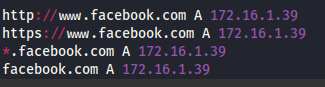 http://www.facebook.com A 172.16.1.39
https://www.facebook.com A 172.16.1.39
*.facebook.com A 172.16.1.39
facebook.com A 172.16.1.39